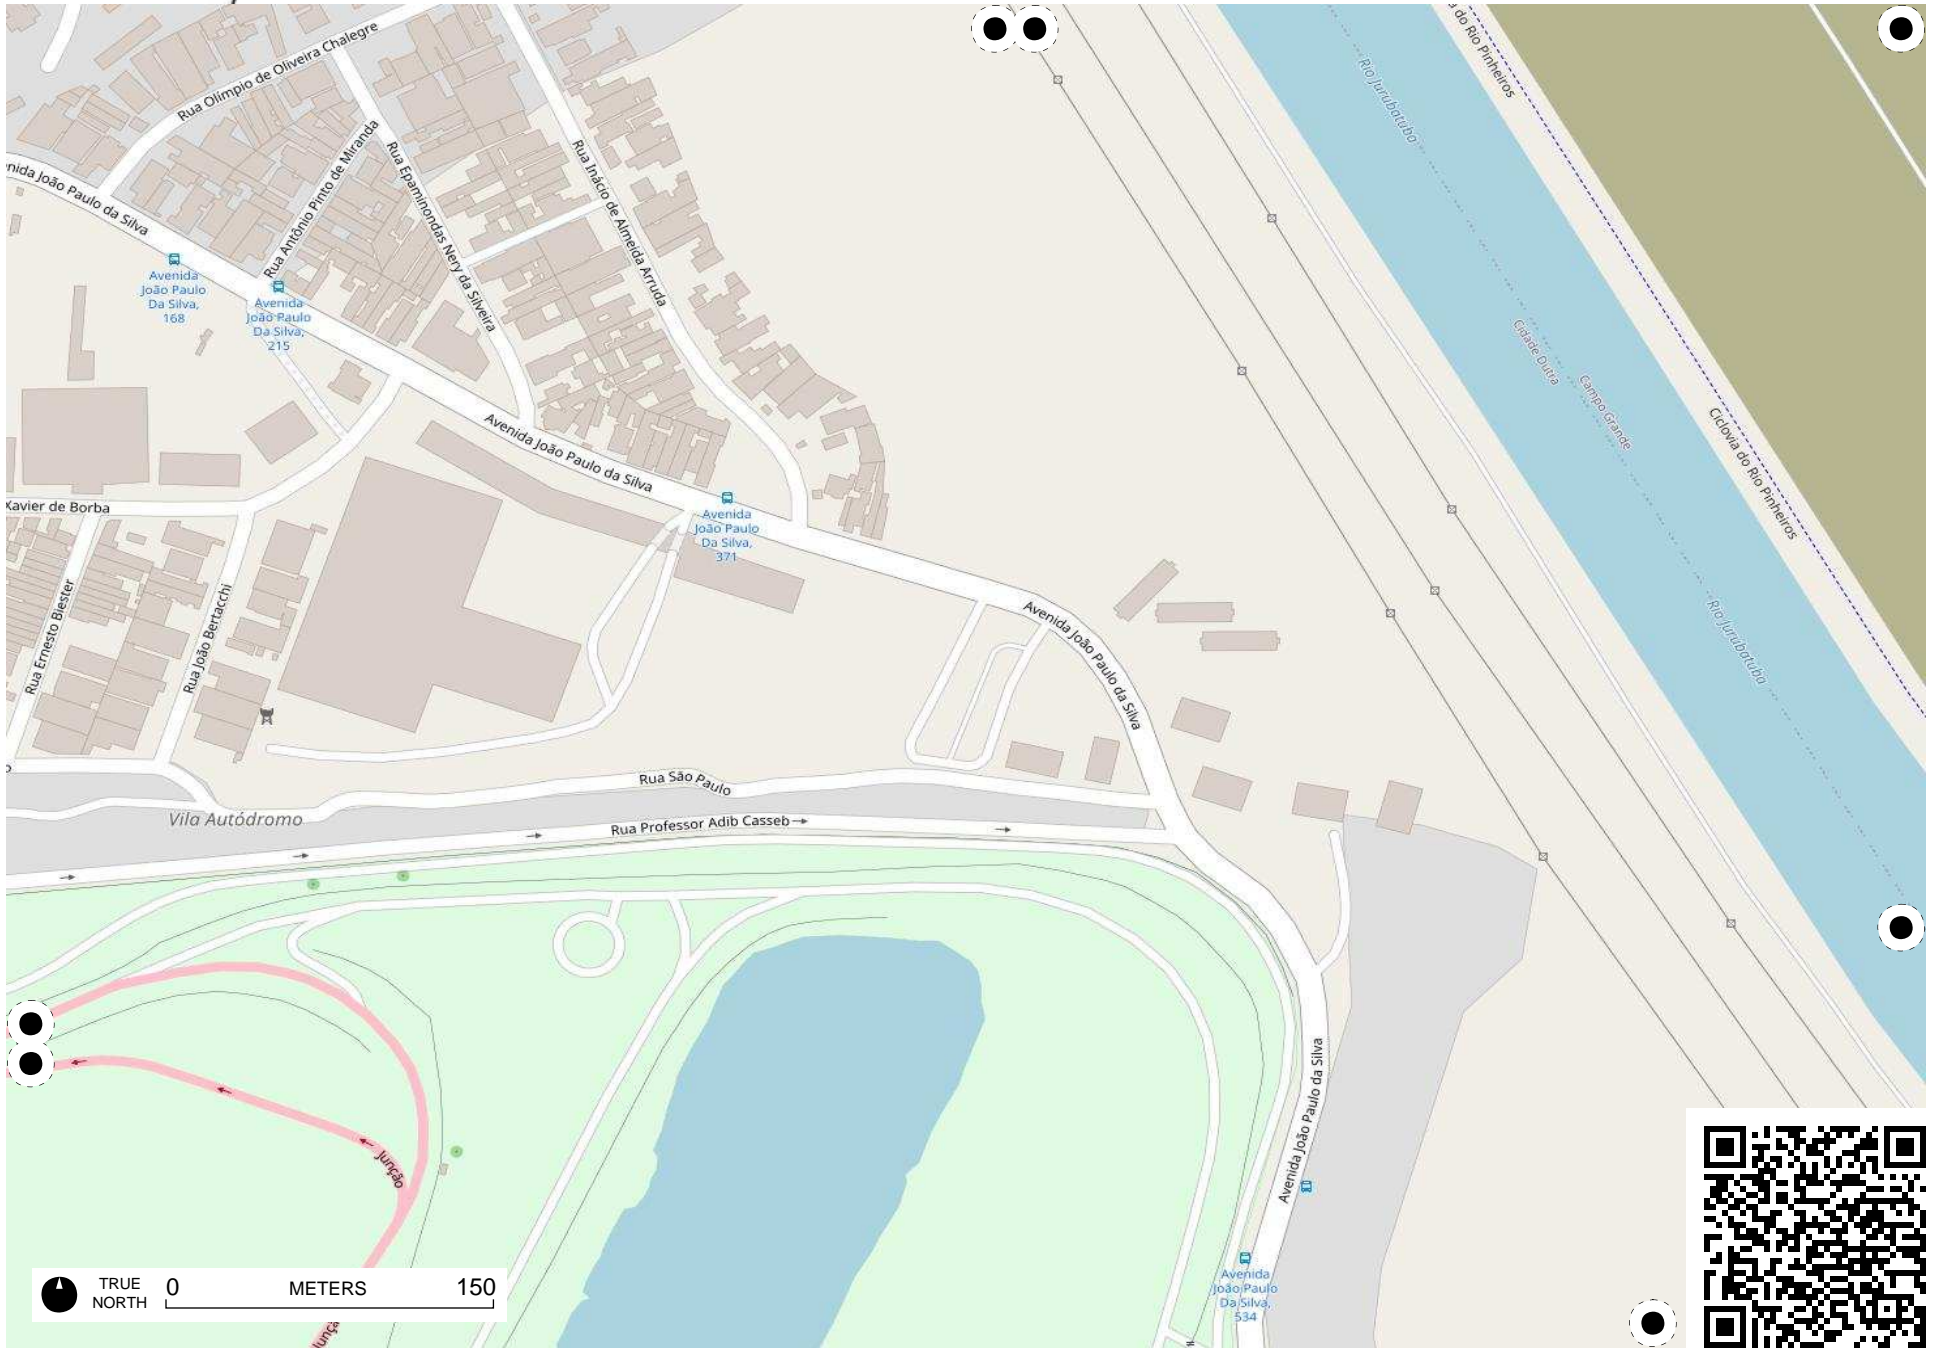 Rua Olímpio de Oliveira Chalegre
do Rio Pinheiros
Rio Jurubatuba
Avenida João Paulo da Silva
Rua Antônio Pinto de Miranda
Rua Epaminondas Nery da Silveira
Rua Inácio de Almeida Arruda
Avenida
João Paulo
Da Silva,
168
Avenida
João Paulo
Da Silva,
215
Cidade Dutra
Campo Grande
Ciclovia do Rio Pinheiros
Avenida João Paulo da Silva
Xavier de Borba
Avenida
João Paulo
Da Silva,
371
Rua Ernesto Biester
Rua João Bertacchi
Avenida João Paulo da Silva
Rio Jurubatuba
Rua São Paulo
Vila Autódromo
Rua Professor Adib Casseb
Avenida João Paulo da Silva
Junção
Avenida
João Paulo
Da Silva,
534
TRUE
NORTH
0 METERS 150
Junça